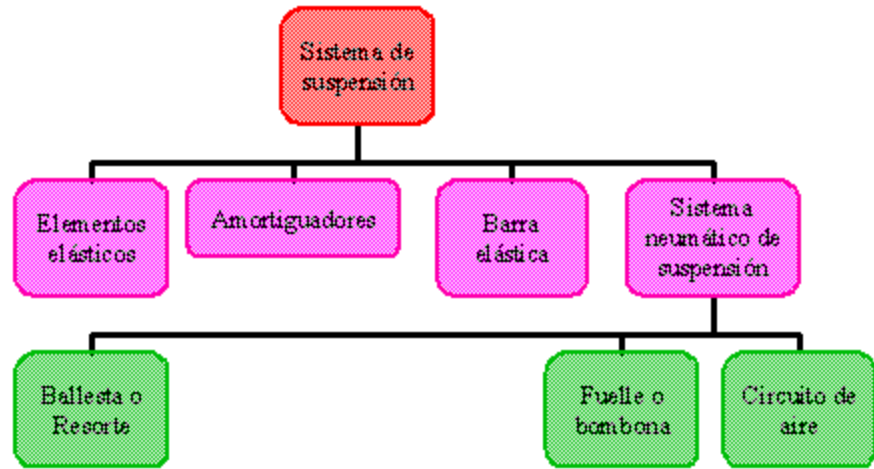 Sistema de
suspensión
Elementos
elásticos
Amortiguadores
Barra
elástica
Sistema
neumático de
suspensión
Ballesta o
Resorte
Fuelle o
bombona
Circuito de
aire